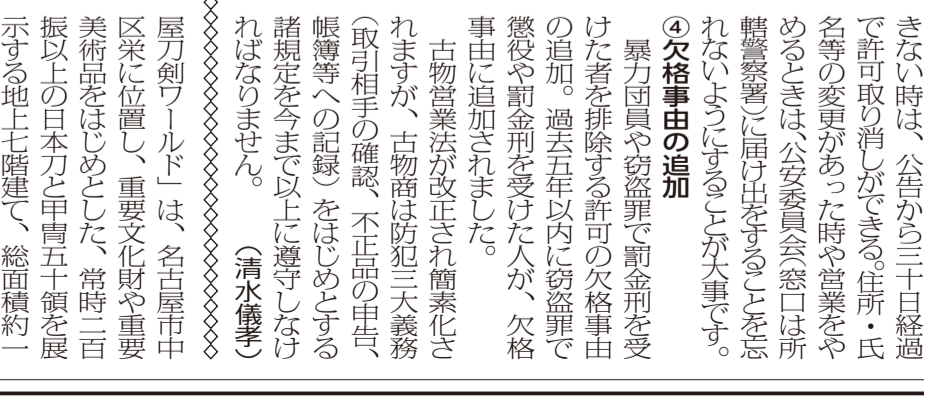 きない時は、公告から三十日経過
で許可取り消しができる。住所・氏
名等の変更があった時や営業をや
めるときは、公安委員会(窓口は所
轄警察署)に届け出をすることを忘
れないようにすることが大事です。
④欠格事由の追加
暴力団員や窃盗罪で罰金刑を受
けた者を排除する許可の欠格事由
の追加。過去五年以内に窃盗罪で
懲役や罰金刑を受けた人が、欠格
事由に追加されました。
古物営業法が改正され簡素化さ
れますが、古物商は防犯三大義務
(取引相手の確認、不正品の申告、
帳簿等への記録)をはじめとする
諸規定を今まで以上に遵守しなけ
ればなりません。(清水儀孝)
屋刀剣ワールド」は、名古屋市中
区栄に位置し、重要文化財や重要
美術品をはじめとした、常時二百
振以上の日本刀と甲冑五十領を展
示する地上七階建て、総面積約一